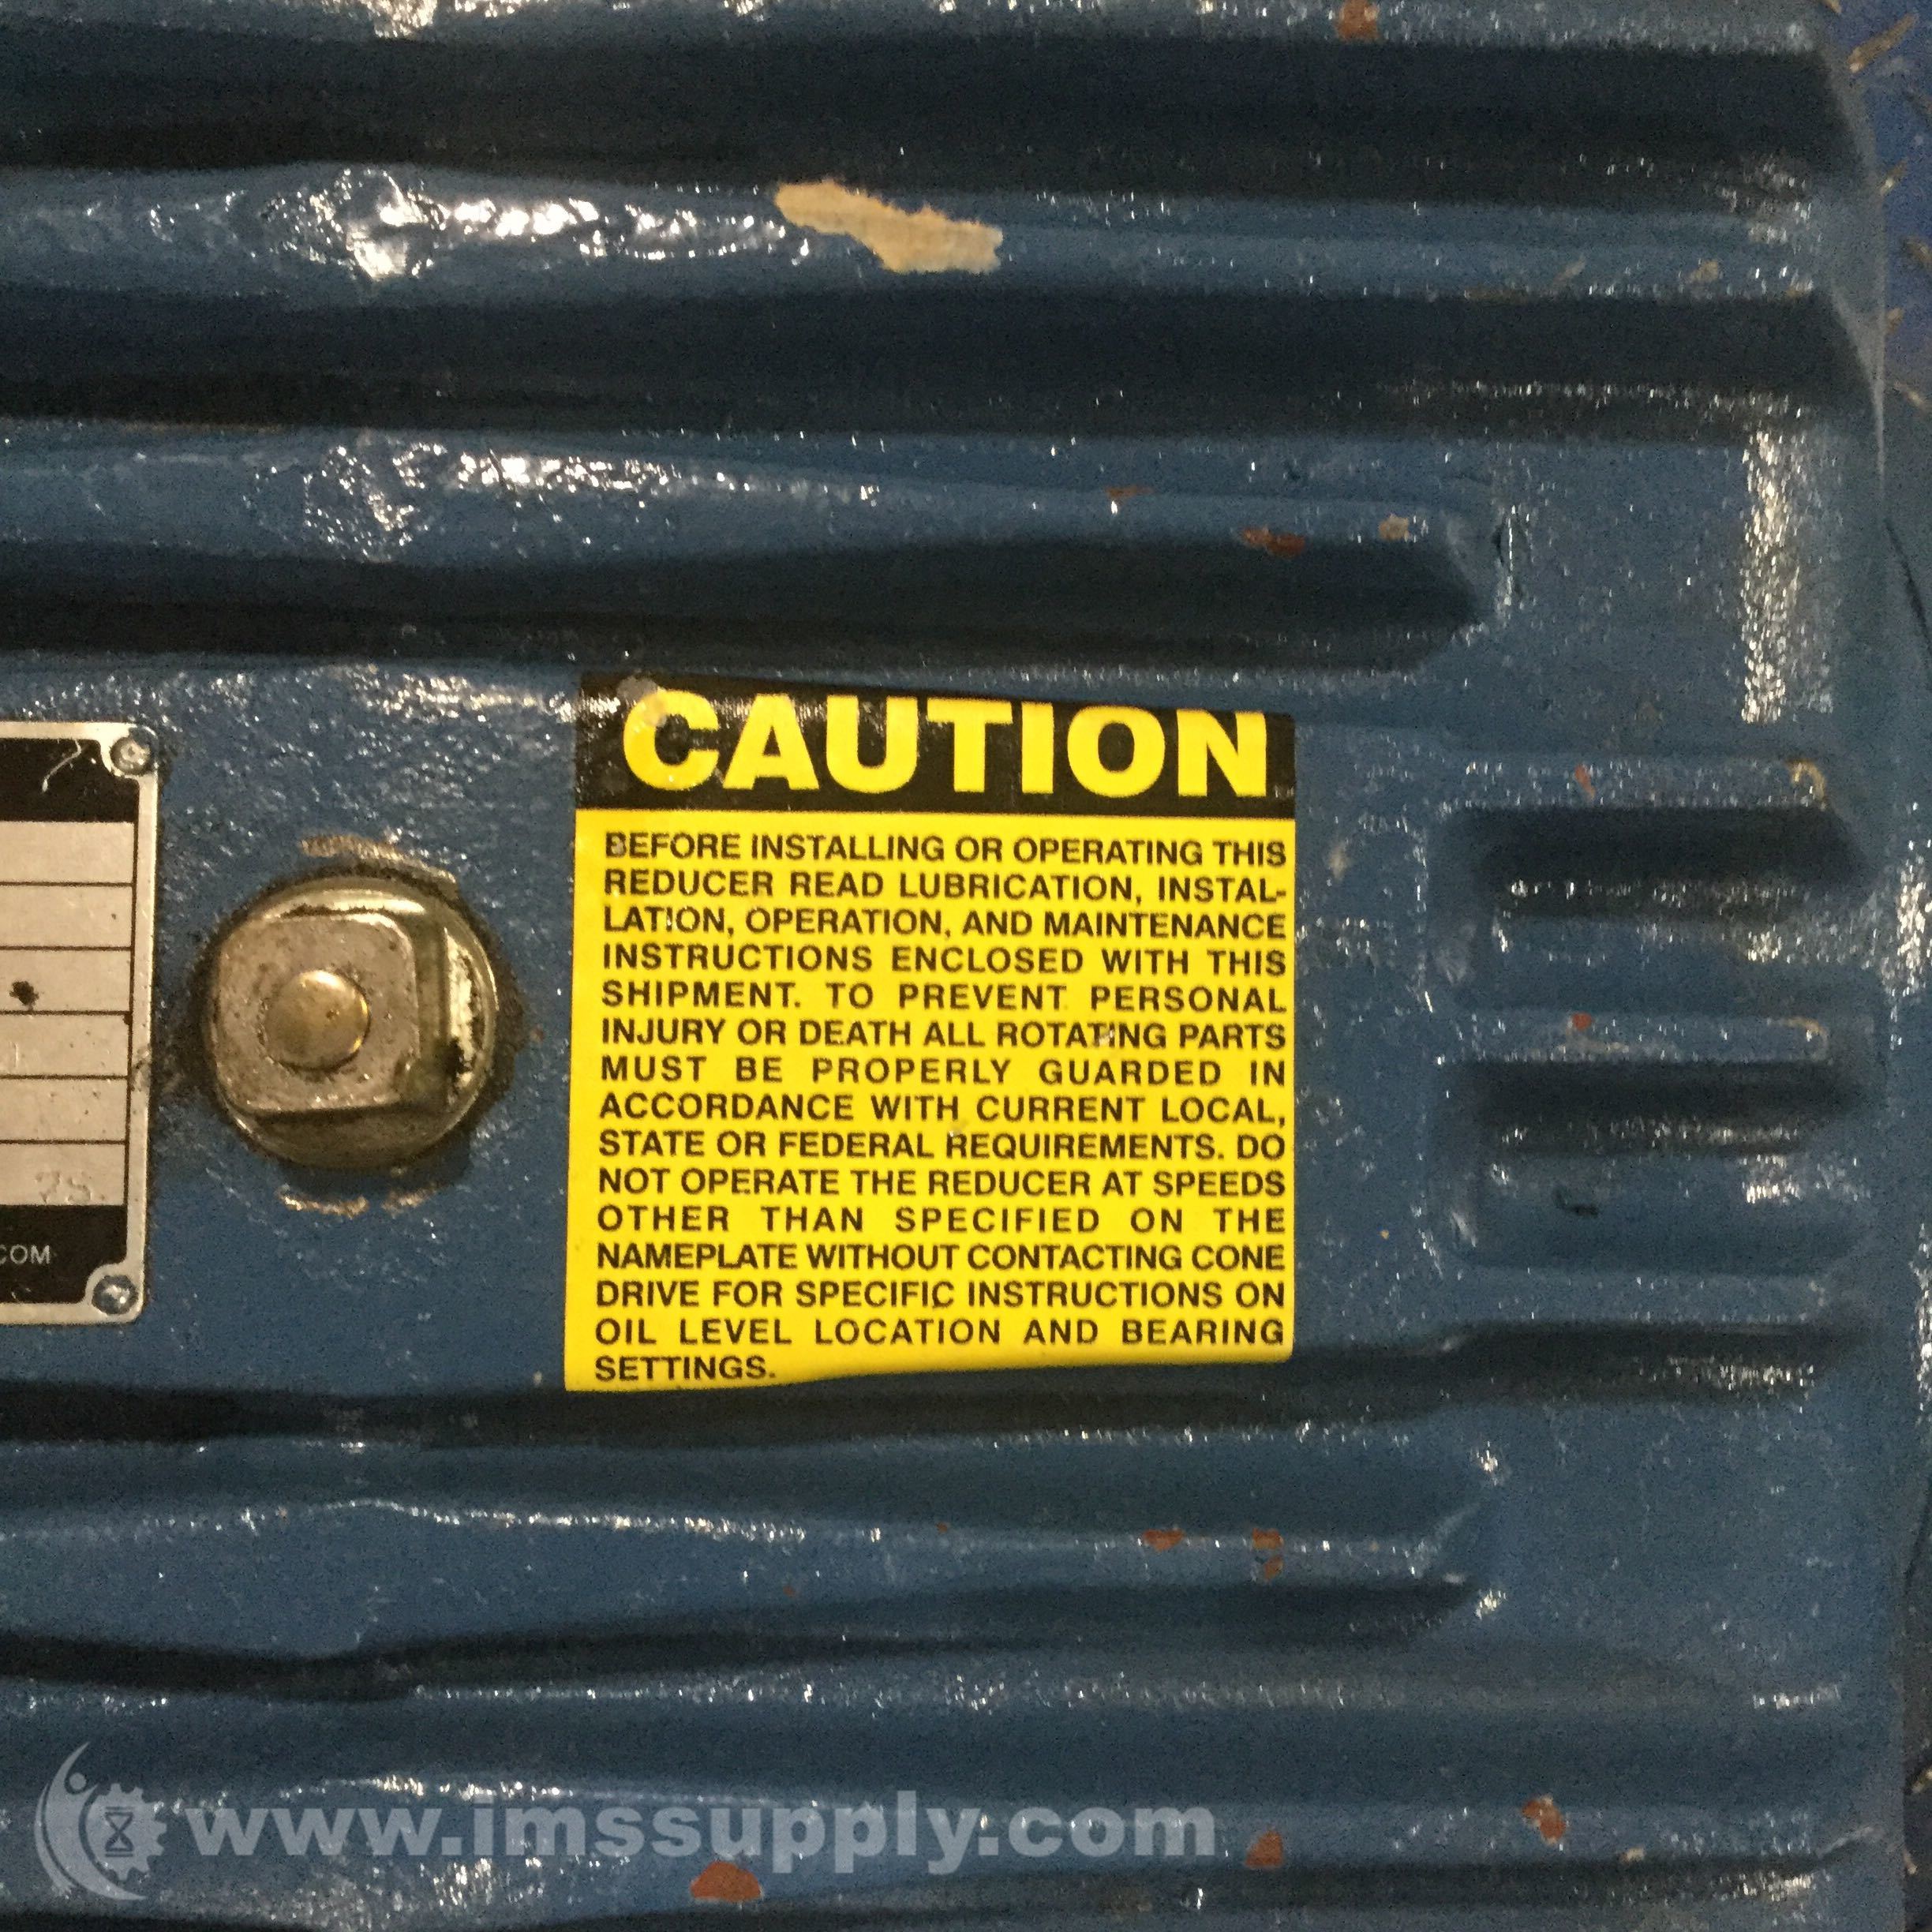 CAUTION
BEFORE INSTALLING OR OPERATING THIS
REDUCER READ LUBRICATION, INSTAL-
LATION, OPERATION, AND MAINTENANCE
INSTRUCTIONS ENCLOSED WITH THIS
SHIPMENT. TO PREVENT PERSONAL
INJURY OR DEATH ALL ROTATING PARTS
MUST BE PROPERLY GUARDED IN
ACCORDANCE WITH CURRENT LOCAL,
STATE OR FEDERAL REQUIREMENTS. DO
NOT OPERATE THE REDUCER AT SPEEDS
OTHER THAN SPECIFIED ON THE
NAMEPLATE WITHOUT CONTACTING CONE
DRIVE FOR SPECIFIC INSTRUCTIONS ON
OIL LEVEL LOCATION AND BEARING
SETTINGS.
COM
www.imssupply.com